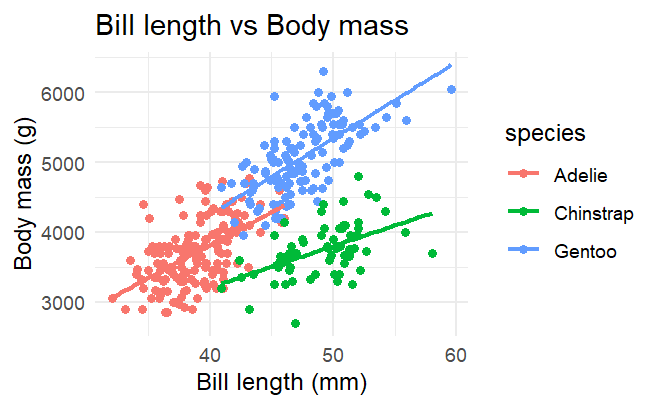 Bill length vs Body mass
Body mass (g)
6000
5000
4000
3000
40
50
60
Bill length (mm)
species
Adelie
Chinstrap
Gentoo